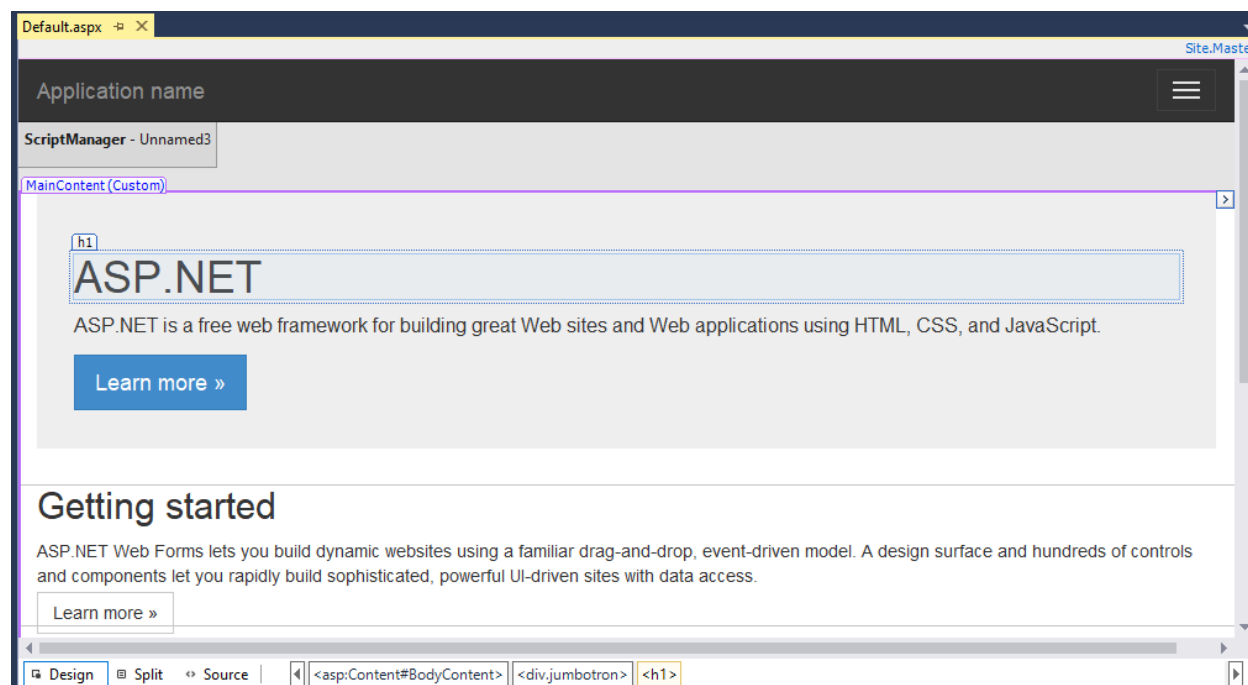 Default.aspx
Site.Maste
Application name
ScriptManager - Unnamed3
MainContent (Custom)
h1
ASP.NET
ASP.NET is a free web framework for building great Web sites and Web applications using HTML, CSS, and JavaScript.
Learn more »
Getting started
ASP.NET Web Forms lets you build dynamic websites using a familiar drag-and-drop, event-driven model. A design surface and hundreds of controls
and components let you rapidly build sophisticated, powerful UI-driven sites with data access.
Learn more »
Design Split Source <asp:Content#BodyContent> <div.jumbotron> <h1>